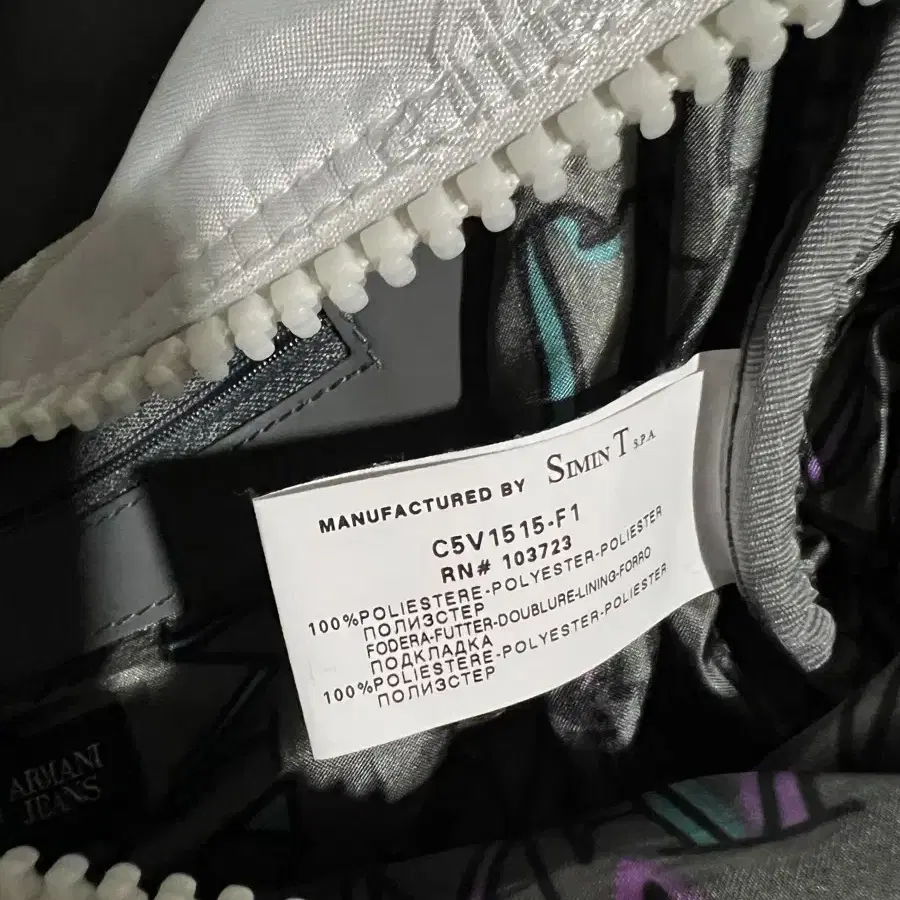 MANUFACTURED BY SIMIN T S.P.A.
C5V1515-F1
RN# 103723
100%POLIESTERE-POLYESTER-POLIESTER
ПОЛИЭСТЕР
FODERA-FUTTER-DOUBLURE-LINING-FORRO
ПОДКЛАДКА
100%POLIESTERE-POLYESTER-POLIESTER
ПОЛИЭСТЕР
ARMANI
JEANS